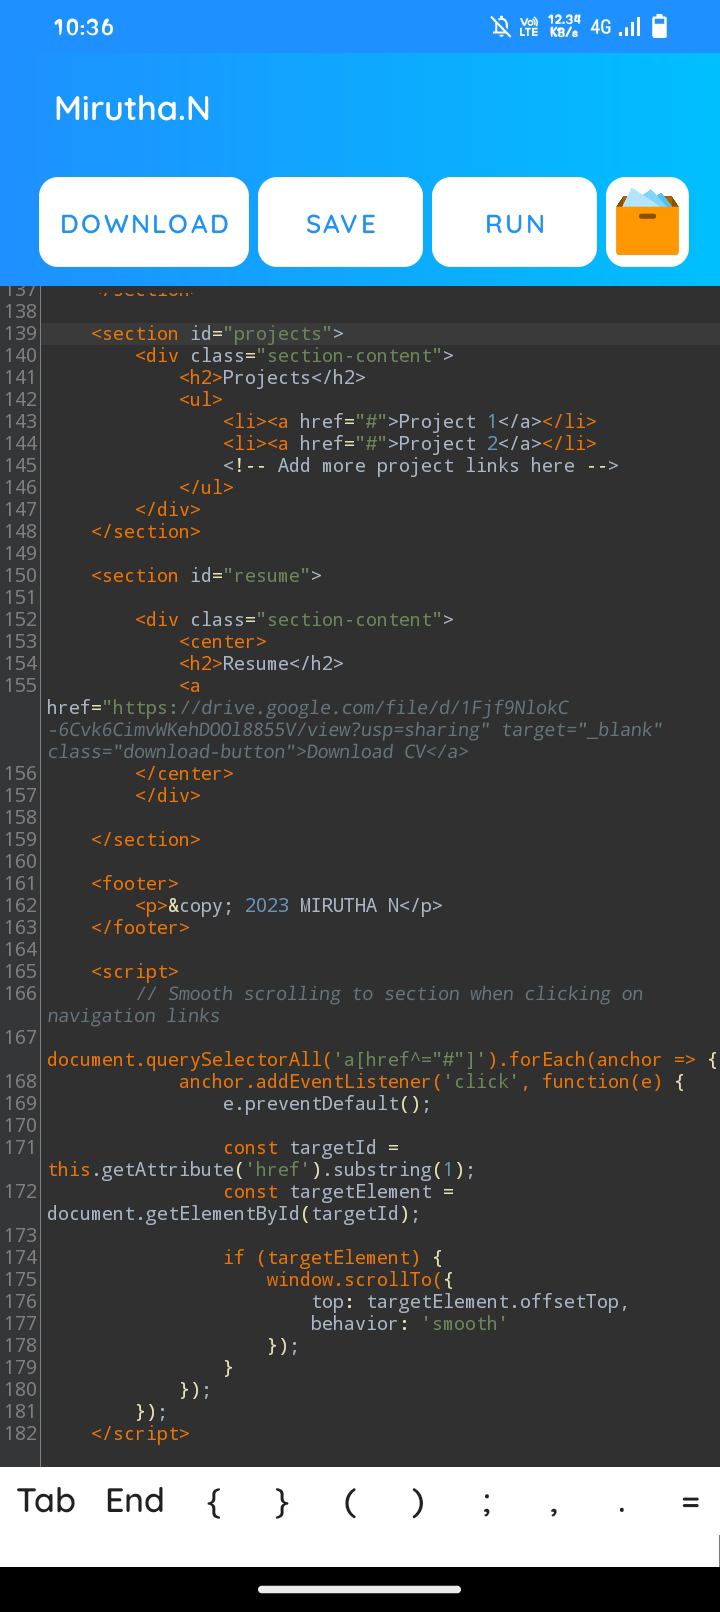 10:36
Vo) LTE 12.34 KB/s 4G
Mirutha.N
DOWNLOAD SAVE RUN
137 </section>
138
139 <section id="projects">
140 <div class="section-content">
141 <h2>Projects</h2>
142 <ul>
143 <li><a href="#">Project 1</a></li>
144 <li><a href="#">Project 2</a></li>
145 <!-- Add more project links here -->
146 </ul>
147 </div>
148 </section>
149
150 <section id="resume">
151
152 <div class="section-content">
153 <center>
154 <h2>Resume</h2>
155 <a
href="https://drive.google.com/file/d/1Fjf9NlokC
-6Cvk6CimvWKehDOOl8855V/view?usp=sharing" target="_blank"
class="download-button">Download CV</a>
156 </center>
157 </div>
158
159 </section>
160
161 <footer>
162 <p>&copy; 2023 MIRUTHA N</p>
163 </footer>
164
165 <script>
166 // Smooth scrolling to section when clicking on
navigation links
167
document.querySelectorAll('a[href^="#"]').forEach(anchor => {
168 anchor.addEventListener('click', function(e) {
169 e.preventDefault();
170
171 const targetId =
this.getAttribute('href').substring(1);
172 const targetElement =
document.getElementById(targetId);
173
174 if (targetElement) {
175 window.scrollTo({
176 top: targetElement.offsetTop,
177 behavior: 'smooth'
178 });
179 }
180 });
181 });
182 </script>
Tab End { } ( ) ; , . =